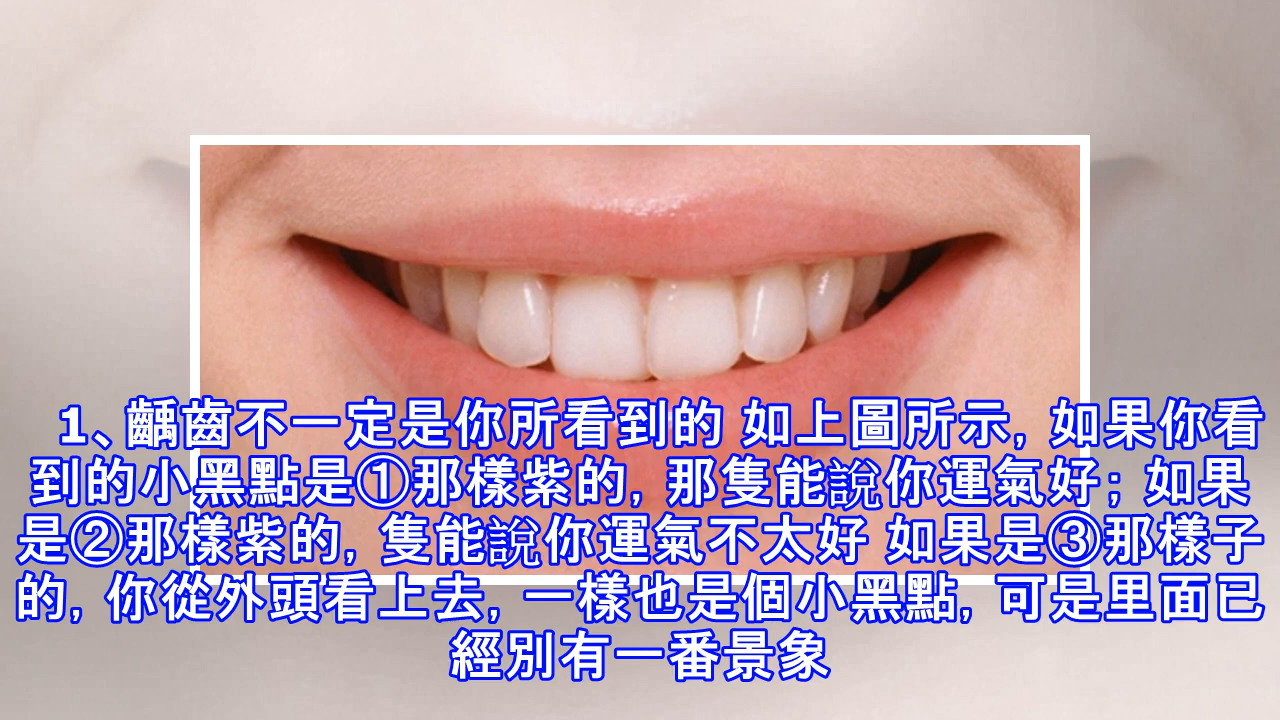 1、齲齒不一定是你所看到的 如上圖所示, 如果你看
到的小黑點是①那樣紫的, 那隻能說你運氣好; 如果
是②那樣紫的, 隻能說你運氣不太好 如果是③那樣子
的, 你從外頭看上去, 一樣也是個小黑點, 可是里面已
經別有一番景象